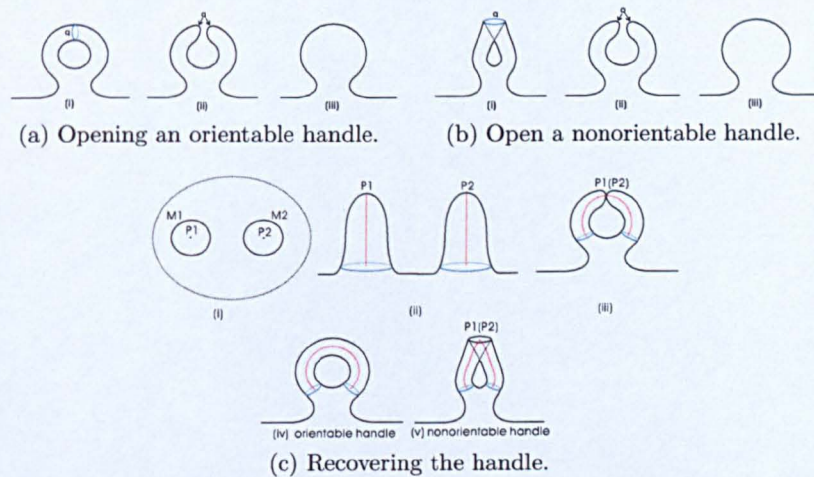 a a a a
(i) (ii) (iii) (i) (ii) (iii)
(a) Opening an orientable handle. (b) Open a nonorientable handle.
P1 P2 P1(P2)
M1 M2
P1 P2
(i) (ii) (iii)
P1(P2)
(iv) orientable handle (v) nonorientable handle
(c) Recovering the handle.